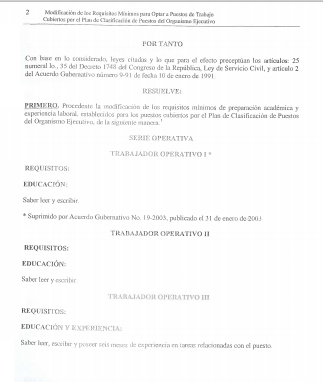 2 Modificación de los Requisitos Mínimos para Optar a Puestos de Trabajo
Cubiertos por el Plan de Clasificación de Puestos del Organismo Ejecutivo
POR TANTO
Con base en lo considerado, leyes citadas y lo que para el efecto preceptúan los artículos: 25
numeral 1o., 35 del Decreto 1748 del Congreso de la República, Ley de Servicio Civil, y artículo 2
del Acuerdo Gubernativo número 9-91 de fecha 10 de enero de 1991.
RESUELVE:
PRIMERO. Procedente la modificación de los requisitos mínimos de preparación académica y
experiencia laboral, establecidos para los puestos cubiertos por el Plan de Clasificación de Puestos
del Organismo Ejecutivo, de la siguiente manera:¹
SERIE OPERATIVA
TRABAJADOR OPERATIVO I *
REQUISITOS:
EDUCACIÓN:
Saber leer y escribir.
* Suprimido por Acuerdo Gubernativo No. 19-2003, publicado el 31 de enero de 2003
TRABAJADOR OPERATIVO II
REQUISITOS:
EDUCACIÓN:
Saber leer y escribir
TRABAJADOR OPERATIVO III
REQUISITOS:
EDUCACIÓN Y EXPERIENCIA:
Saber leer, escribir y poseer seis meses de experiencia en tareas relacionadas con el puesto.